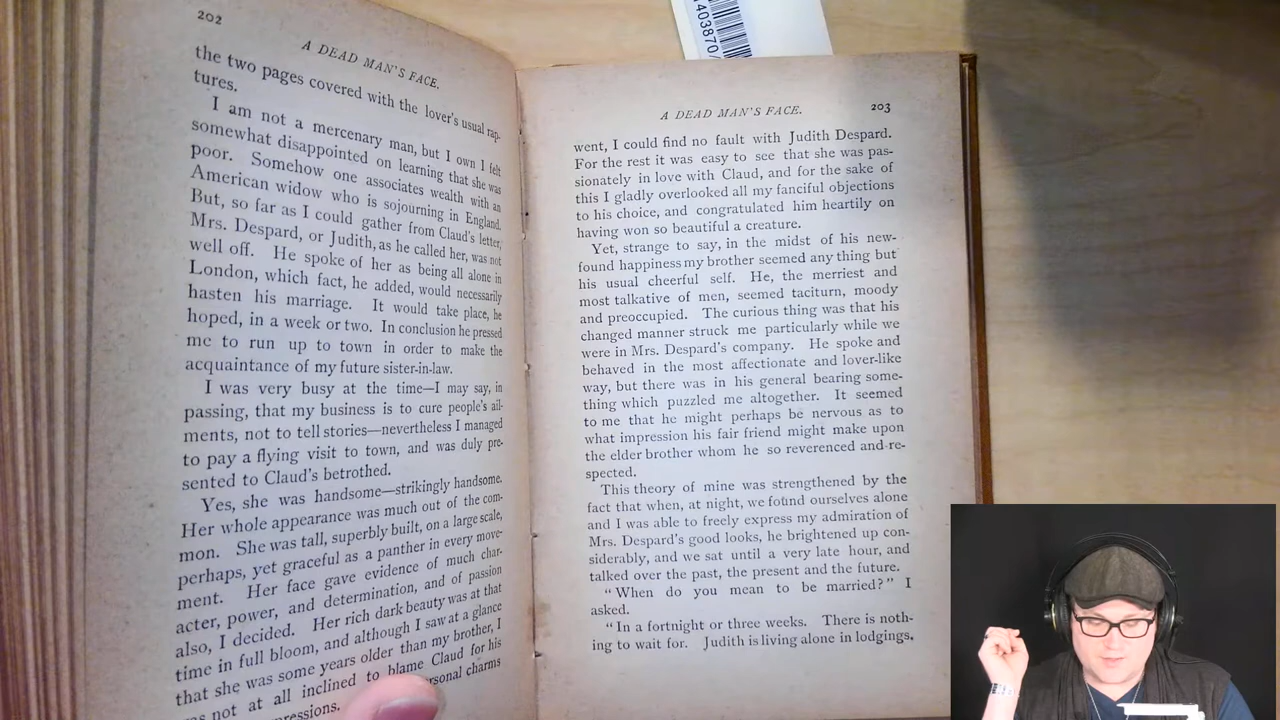 202
A DEAD MAN'S FACE.
the two pages covered with the lover's usual rap-
tures.
I am not a mercenary man, but I own I felt
somewhat disappointed on learning that she was
poor. Somehow one associates wealth with an
American widow who is sojourning in England.
But, so far as I could gather from Claud's letter,
Mrs. Despard, or Judith, as he called her, was not
well off. He spoke of her as being all alone in
London, which fact, he added, would necessarily
hasten his marriage. It would take place, he
hoped, in a week or two. In conclusion he pressed
me to run up to town in order to make the
acquaintance of my future sister-in-law.
I was very busy at the time—I may say, in
passing, that my business is to cure people's ail-
ments, not to tell stories—nevertheless I managed
to pay a flying visit to town, and was duly pre-
sented to Claud's betrothed.
Yes, she was handsome—strikingly handsome.
Her whole appearance was much out of the com-
mon. She was tall, superbly built, on a large scale,
perhaps, yet graceful as a panther in every move-
ment. Her face gave evidence of much char-
acter, power, and determination, and of passion
also, I decided. Her rich dark beauty was at that
time in full bloom, and although I saw at a glance
that she was some years older than my brother, I
was not at all inclined to blame Claud for his
personal charms
A DEAD MAN'S FACE.
203
went, I could find no fault with Judith Despard.
For the rest it was easy to see that she was pas-
sionately in love with Claud, and for the sake of
this I gladly overlooked all my fanciful objections
to his choice, and congratulated him heartily on
having won so beautiful a creature.
Yet, strange to say, in the midst of his new-
found happiness my brother seemed any thing but
his usual cheerful self. He, the merriest and
most talkative of men, seemed taciturn, moody
and preoccupied. The curious thing was that his
changed manner struck me particularly while we
were in Mrs. Despard's company. He spoke and
behaved in the most affectionate and lover-like
way, but there was in his general bearing some-
thing which puzzled me altogether. It seemed
to me that he might perhaps be nervous as to
what impression his fair friend might make upon
the elder brother whom he so reverenced and re-
spected.
This theory of mine was strengthened by the
fact that when, at night, we found ourselves alone
and I was able to freely express my admiration of
Mrs. Despard's good looks, he brightened up con-
siderably, and we sat until a very late hour, and
talked over the past, the present and the future.
"When do you mean to be married?" I
asked.
"In a fortnight or three weeks. There is noth-
ing to wait for. Judith is living alone in lodgings,